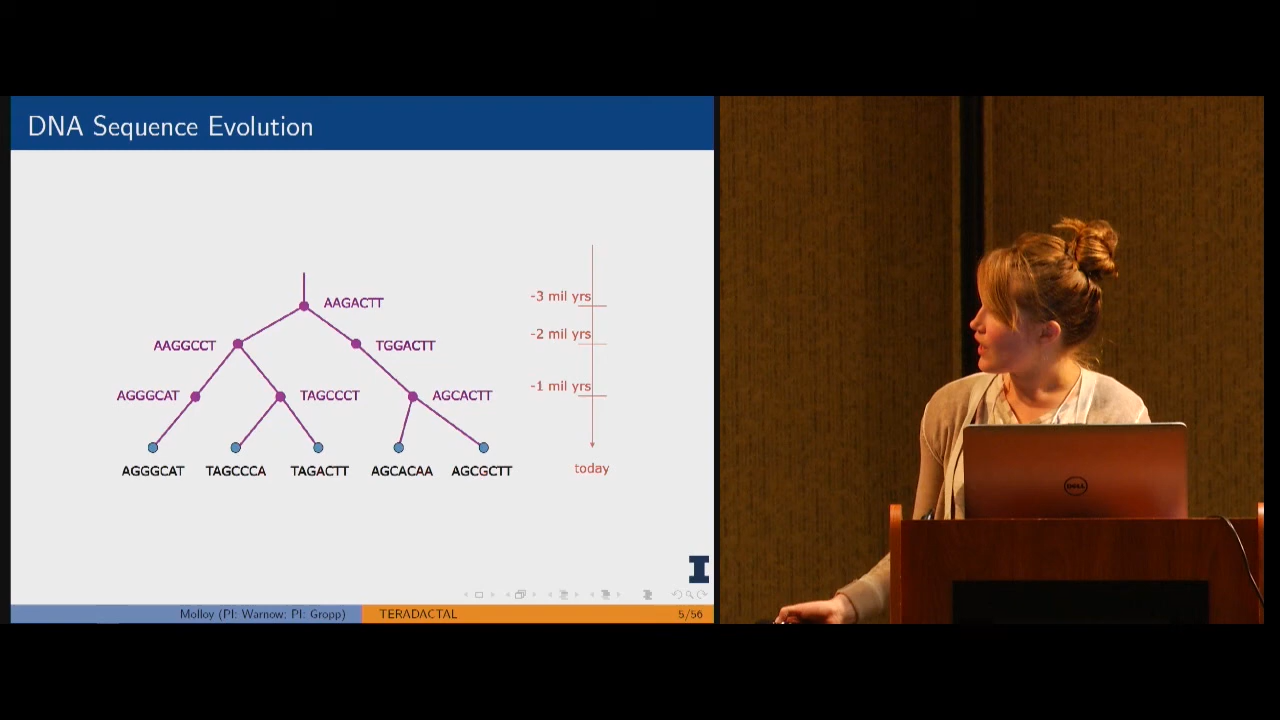 DNA Sequence Evolution
AAGACTT
-3 mil yrs
AAGGCCT
TGGACTT
-2 mil yrs
AGGGCAT
TAGCCCT
AGCACTT
-1 mil yrs
AGGGCAT TAGCCCA TAGACTT AGCACAA AGCGCTT
today
I
Molloy (PI: Warnow; PI: Gropp) TERADACTAL 5/56
DELL